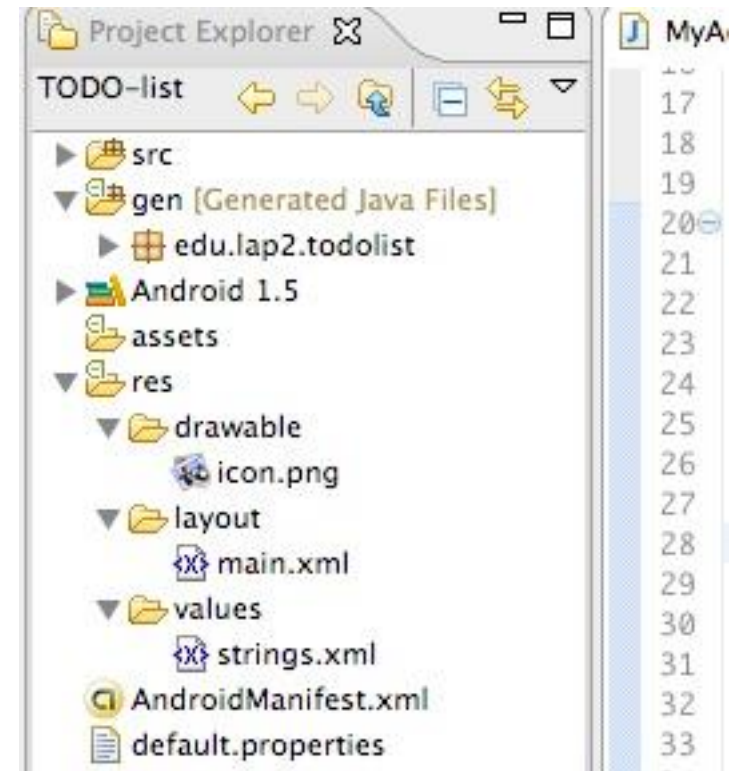 Project Explorer
TODO-list
src
gen [Generated Java Files]
edu.lap2.todolist
Android 1.5
assets
res
drawable
icon.png
layout
main.xml
values
strings.xml
AndroidManifest.xml
default.properties
J MyA
17
18
19
20
21
22
23
24
25
26
27
28
29
30
31
32
33